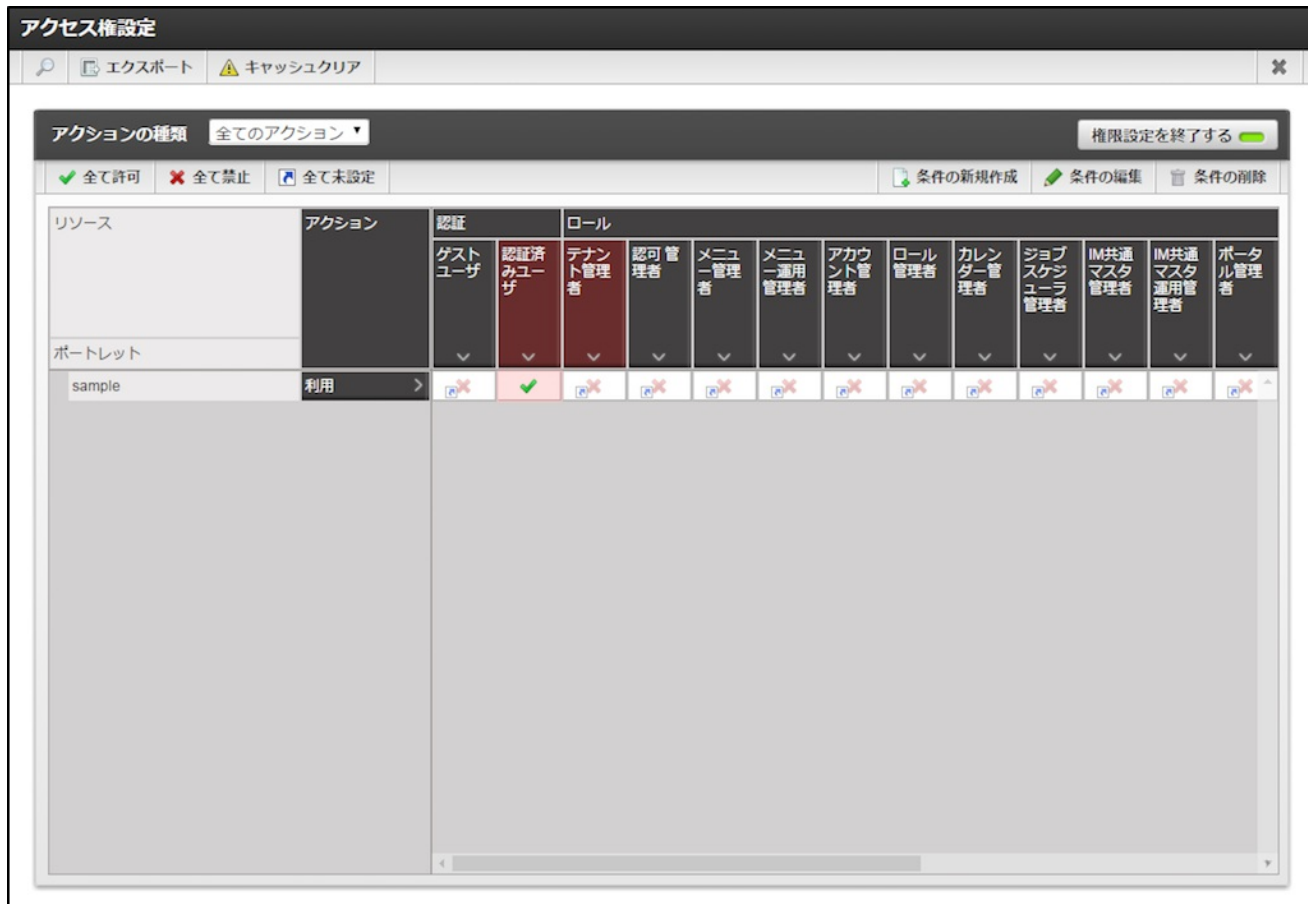 アクセス権設定
エクスポート キャッシュクリア
アクションの種類 全てのアクション 権限設定を終了する
全て許可 全て禁止 全て未設定 条件の新規作成 条件の編集 条件の削除
リソース アクション 認証 ロール
ゲストユーザ 認証済みユーザ テナント管理者 認可 管理者 メニュー管理者 メニュー運用管理者 アカウント管理者 ロール管理者 カレンダー管理者 ジョブスケジューラ管理者 IM共通マスタ管理者 IM共通マスタ運用管理者 ポータル管理者
ポートレット
sample 利用